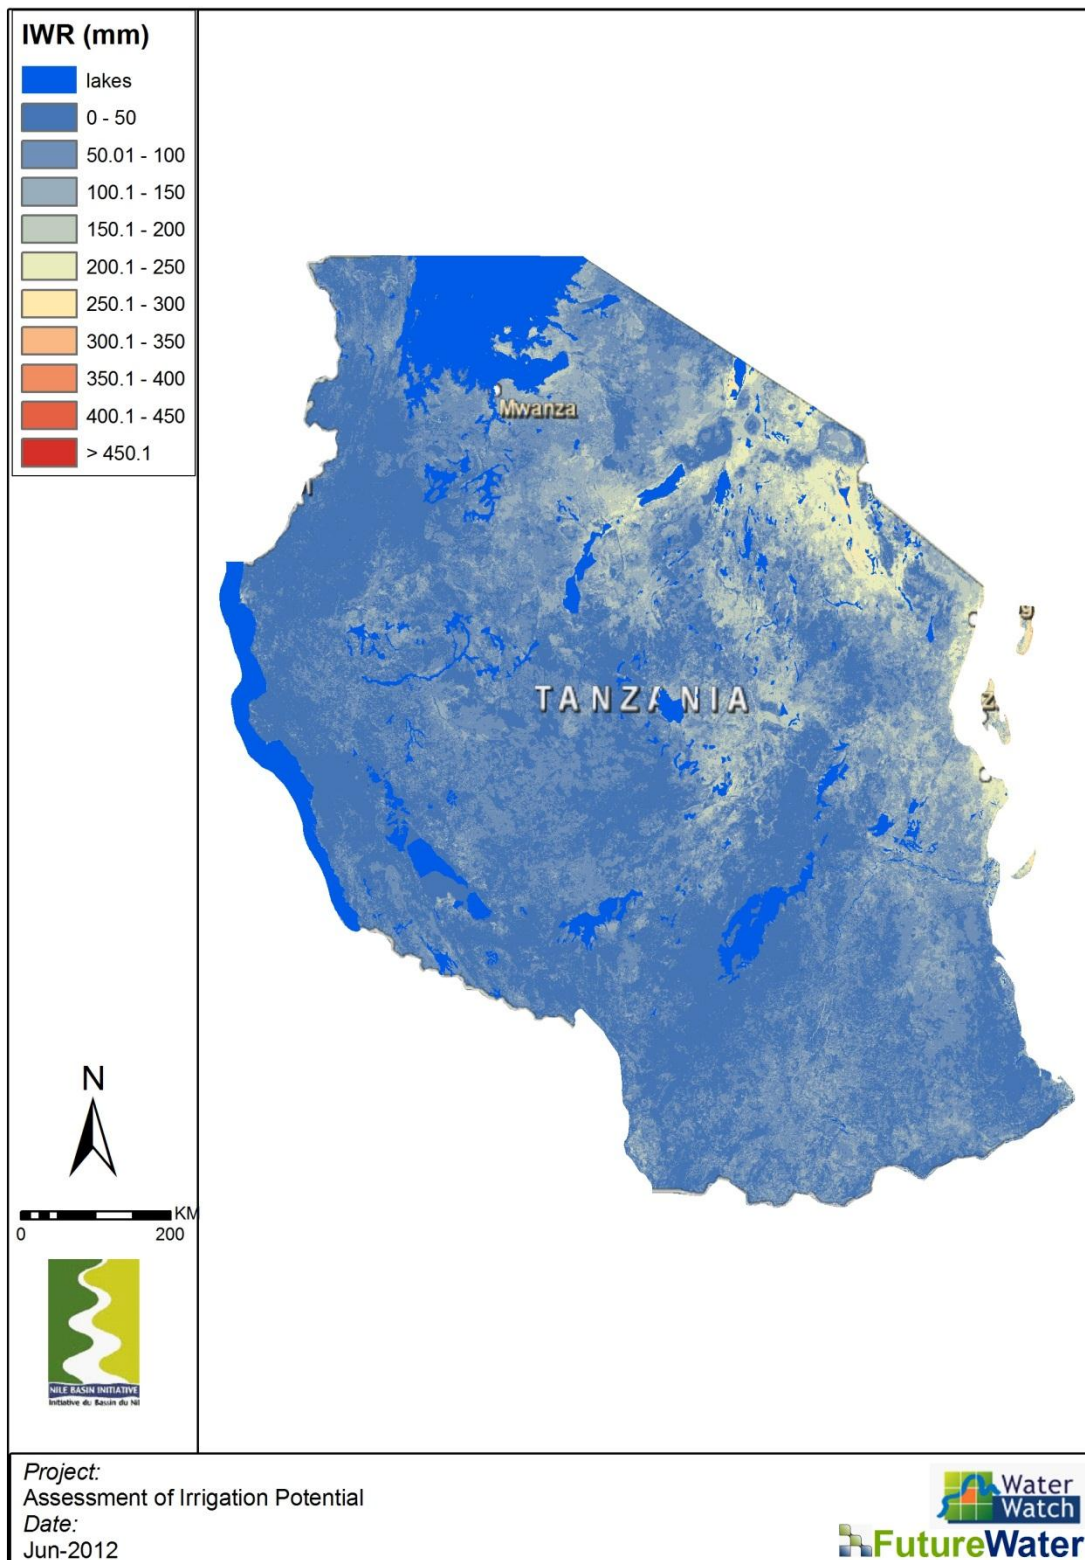 IWR (mm)
lakes
0 - 50
50.01 - 100
100.1 - 150
150.1 - 200
200.1 - 250
250.1 - 300
300.1 - 350
350.1 - 400
400.1 - 450
> 450.1
Mwanza
TANZANIA
N
KM
0 200
NILE BASIN INITIATIVE
Initiative du Bassin du Nil
Project:
Assessment of Irrigation Potential
Date:
Jun-2012
Water
Watch
FutureWater